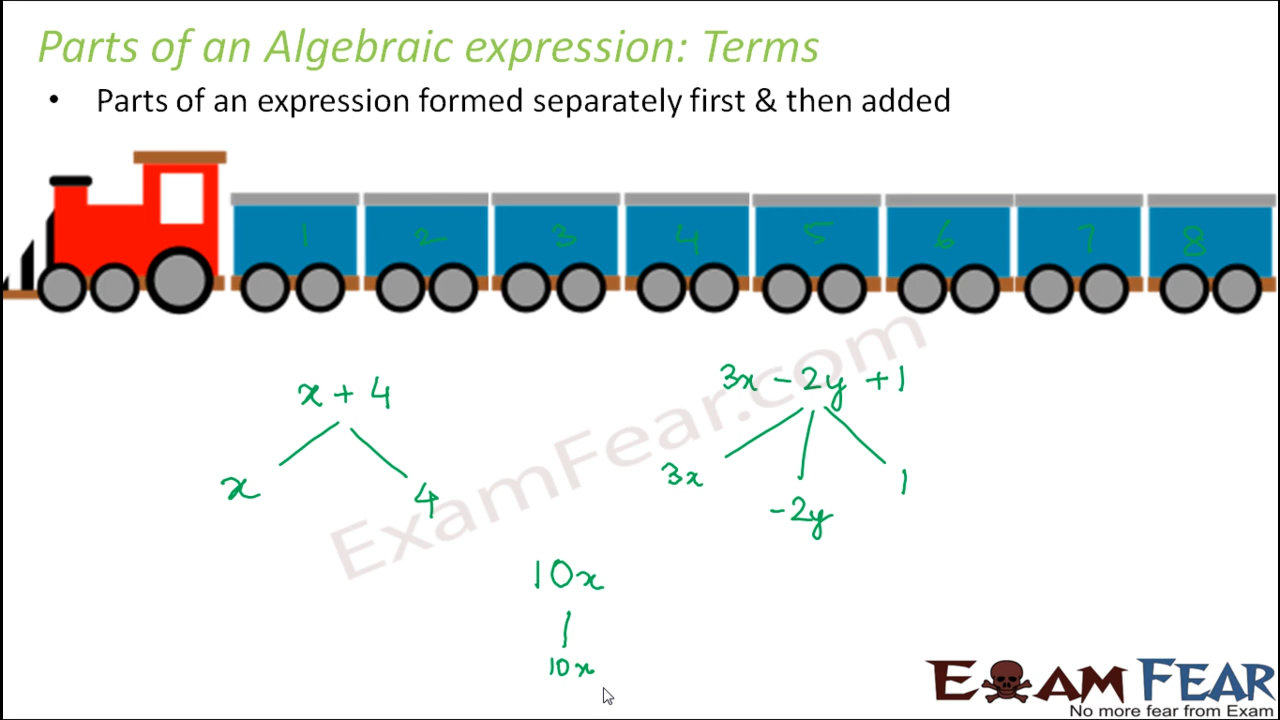 Parts of an Algebraic expression: Terms
• Parts of an expression formed separately first & then added
1 2 3 4 5 6 7 8
x + 4
x 4
3x - 2y + 1
3x -2y 1
10x
10x
ExamFear.com
EXAM FEAR
No more fear from Exam